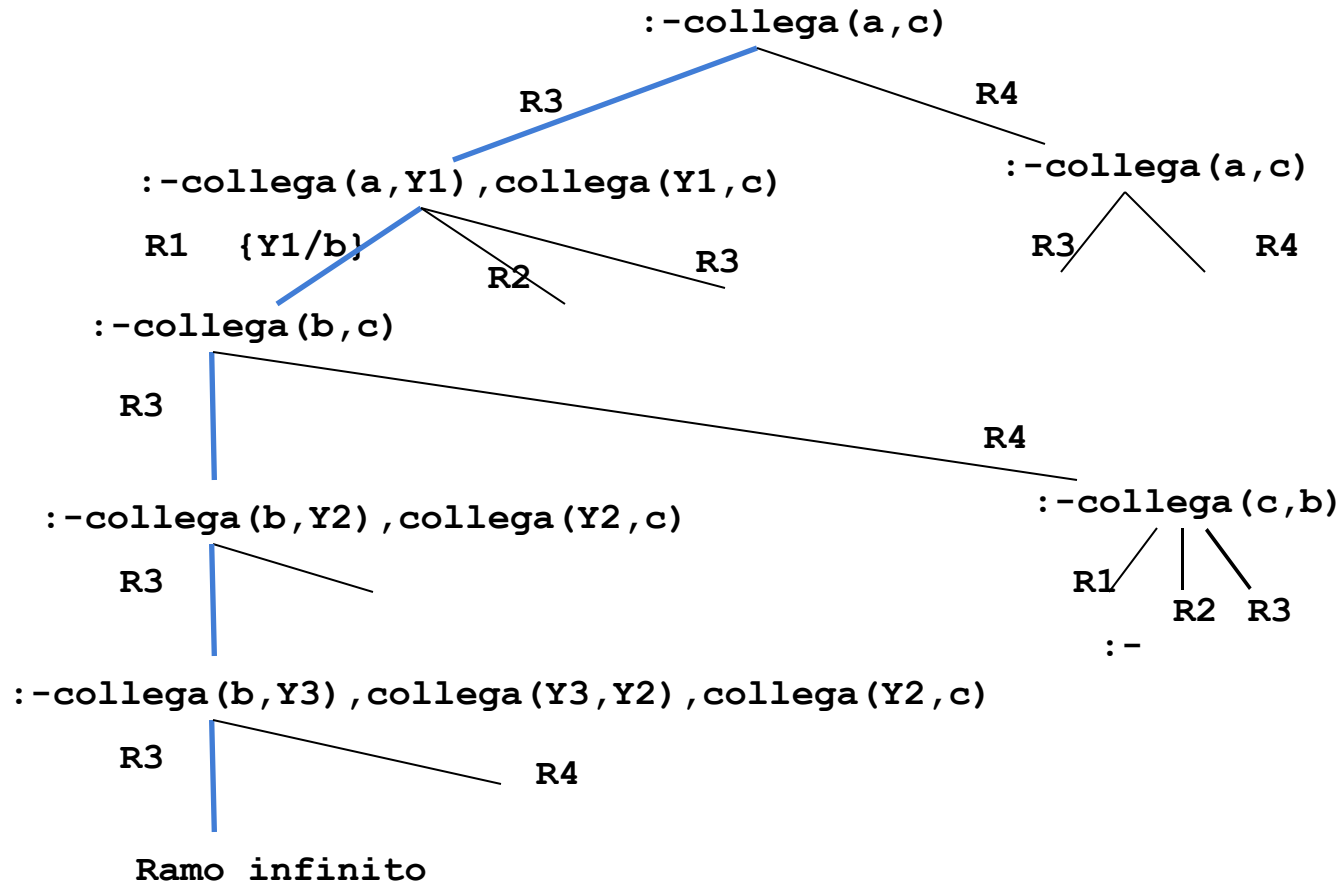 :-collega(a,c)
R3
R4
:-collega(a,Y1),collega(Y1,c)
:-collega(a,c)
R1 {Y1/b}
R2
R3
R3
R4
:-collega(b,c)
R3
R4
:-collega(b,Y2),collega(Y2,c)
:-collega(c,b)
R3
R1
R2
R3
:-
:-collega(b,Y3),collega(Y3,Y2),collega(Y2,c)
R3
R4
Ramo infinito